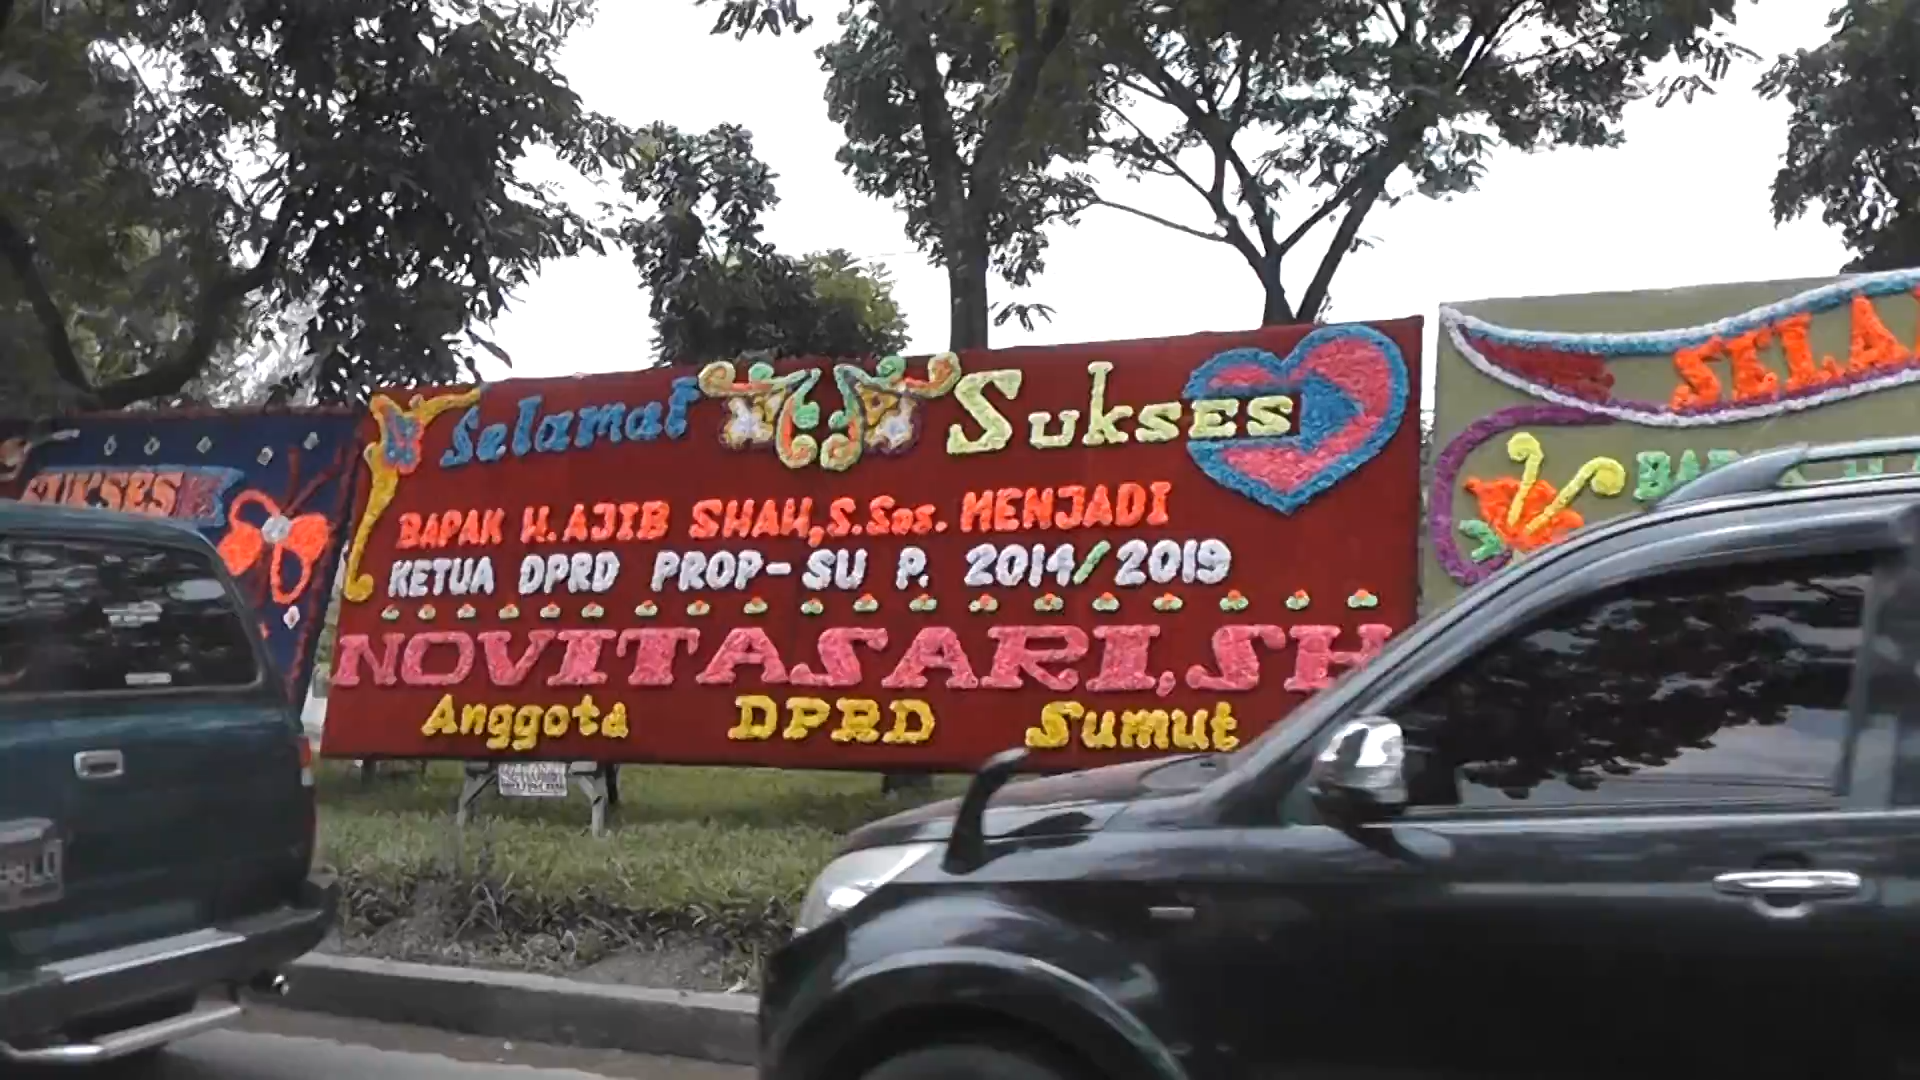 SUKSES
Selamat Sukses
BAPAK H. AJIB SHAH, S.Sos. MENJADI
KETUA DPRD PROP-SU P. 2014/2019
NOVITASARI, SH
Anggota DPRD Sumut